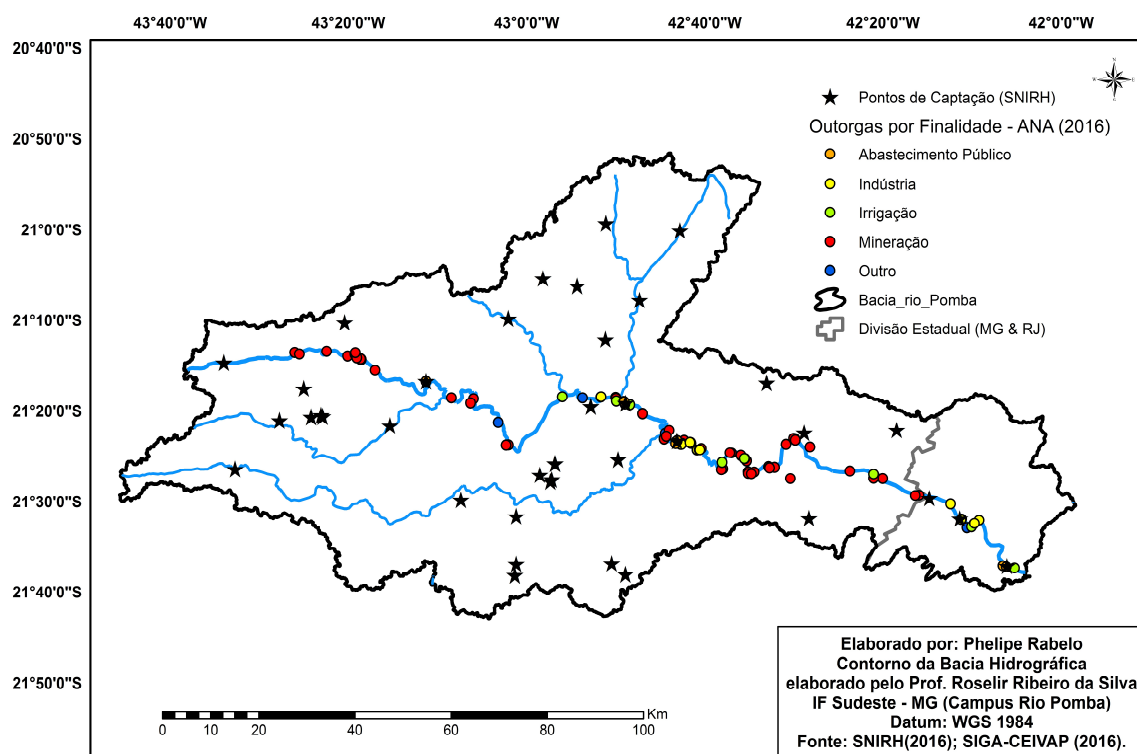 43°40'0"W 43°20'0"W 43°0'0"W 42°40'0"W 42°20'0"W 42°0'0"W
20°40'0"S
20°50'0"S
21°0'0"S
21°10'0"S
21°20'0"S
21°30'0"S
21°40'0"S
21°50'0"S
N
Pontos de Captação (SNIRH)
Outorgas por Finalidade - ANA (2016)
Abastecimento Público
Indústria
Irrigação
Mineração
Outro
Bacia_rio_Pomba
Divisão Estadual (MG & RJ)
Km
0 10 20 40 60 80 100
Elaborado por: Phelipe Rabelo
Contorno da Bacia Hidrográfica
elaborado pelo Prof. Roselir Ribeiro da Silva
IF Sudeste - MG (Campus Rio Pomba)
Datum: WGS 1984
Fonte: SNIRH(2016); SIGA-CEIVAP (2016).